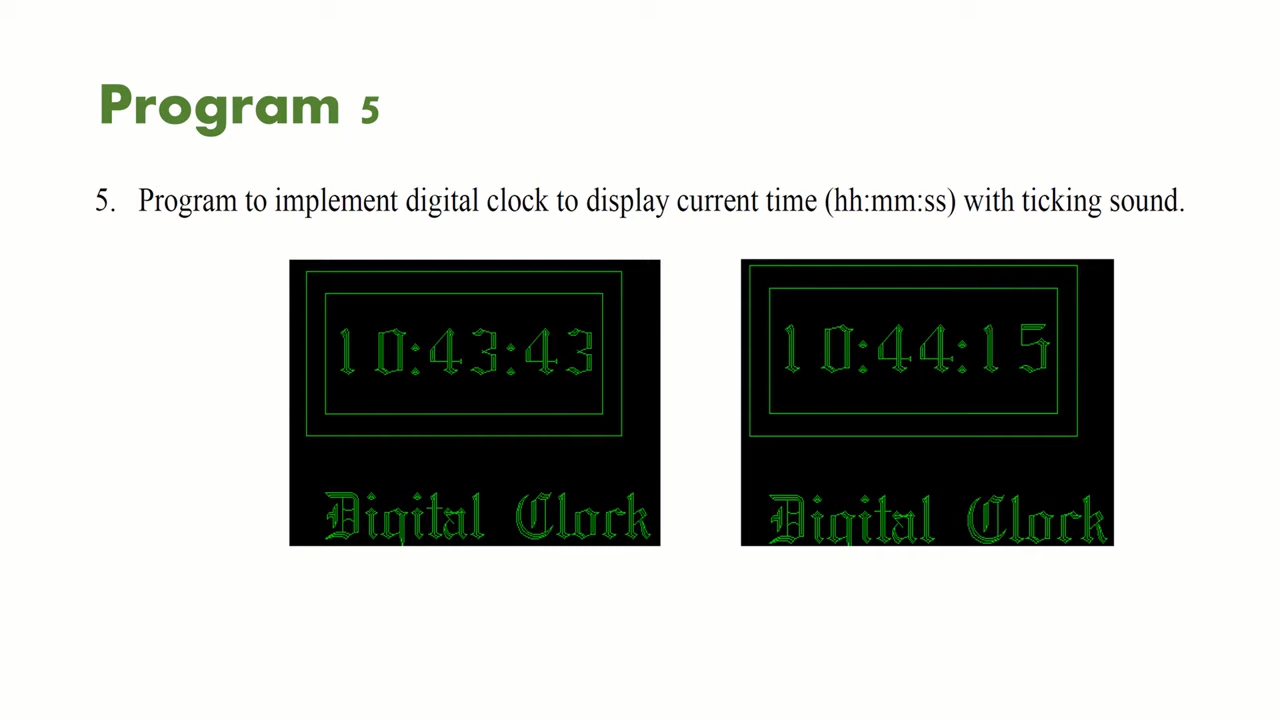 Program 5
5. Program to implement digital clock to display current time (hh:mm:ss) with ticking sound.
10:43:43
10:44:15
Digital Clock
Digital Clock